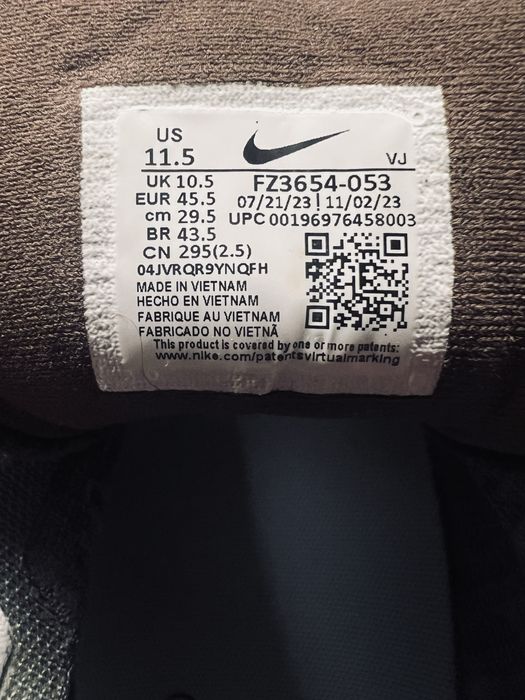 US
11.5
VJ
UK 10.5
FZ3654-053
EUR 45.5
07/21/23 | 11/02/23
cm 29.5
UPC 00196976458003
BR 43.5
CN 295(2.5)
04JVRQR9YNQFH
MADE IN VIETNAM
HECHO EN VIETNAM
FABRIQUE AU VIETNAM
FABRICADO NO VIETNÃ
This product is covered by one or more patents:
www.nike.com/patentsvirtualmarking